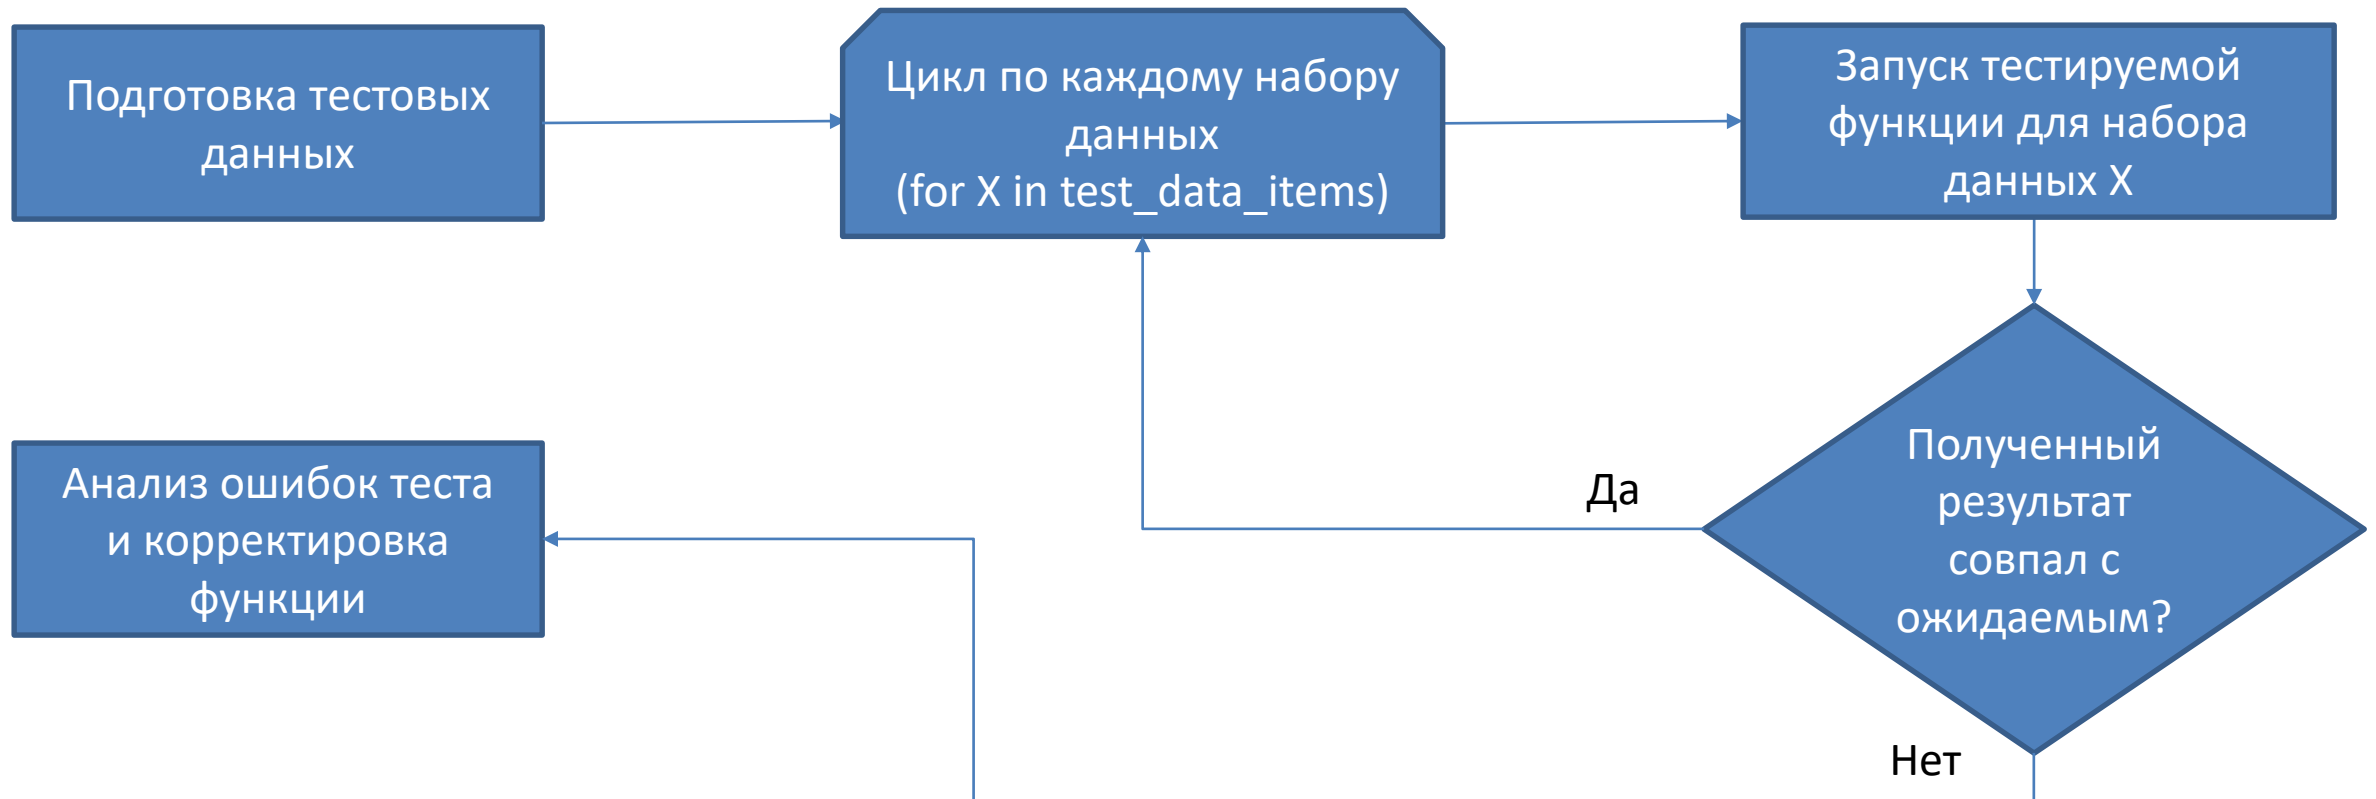 Подготовка тестовых
данных
Цикл по каждому набору
данных
(for X in test_data_items)
Запуск тестируемой
функции для набора
данных X
Анализ ошибок теста
и корректировка
функции
Да
Полученный
результат
совпал с
ожидаемым?
Нет